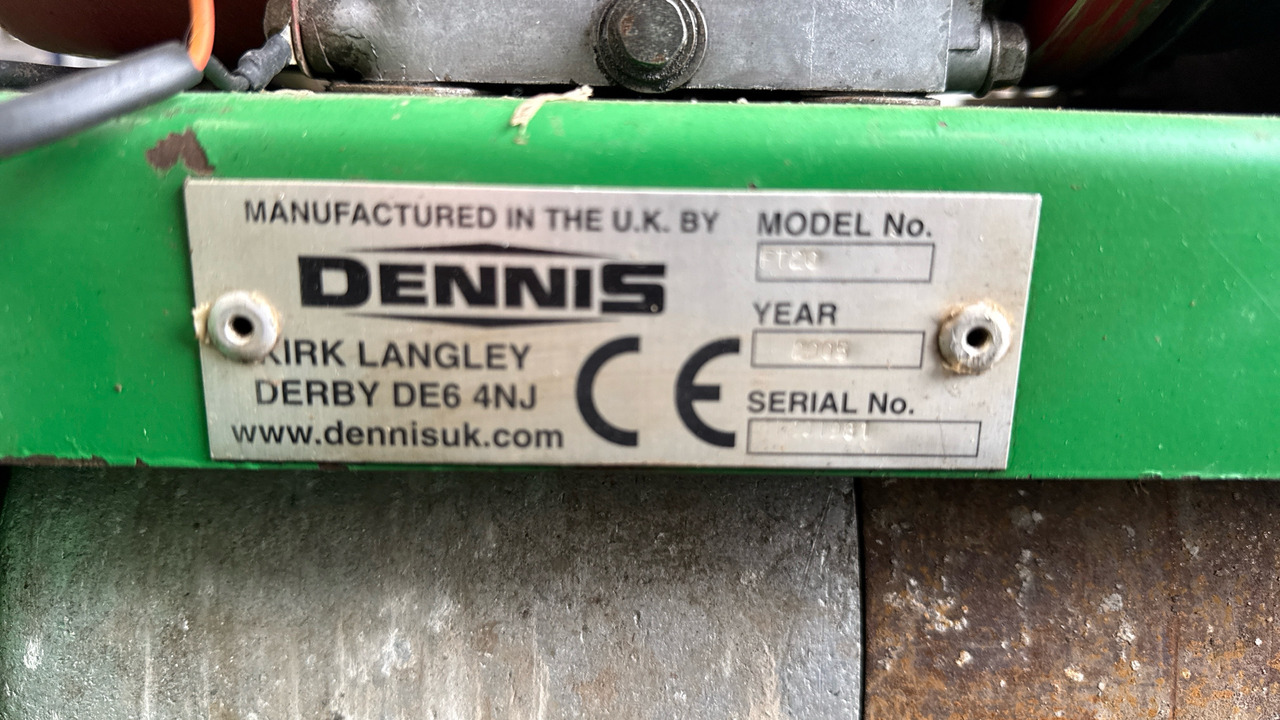 MANUFACTURED IN THE U.K. BY
DENNIS
KIRK LANGLEY
DERBY DE6 4NJ
www.dennisuk.com
CE
MODEL No.
YEAR
SERIAL No.